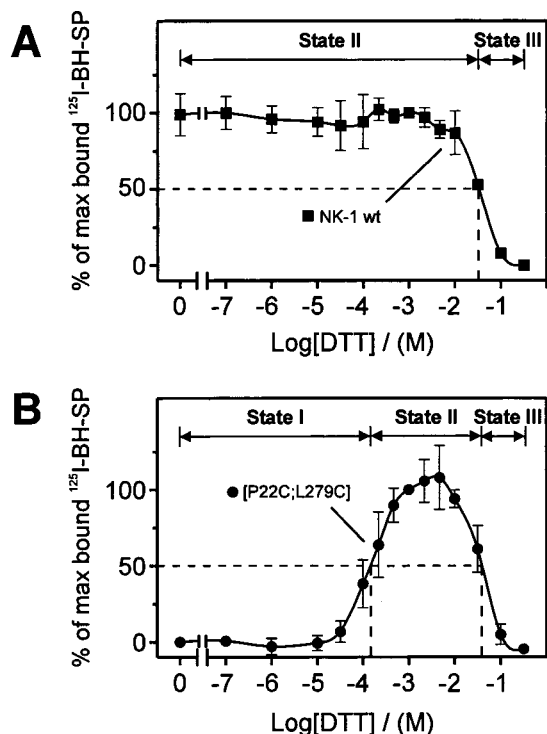 A
State II
State III
% of max bound ¹²⁵I-BH-SP
100
50
0
NK-1 wt
0
-7
-6
-5
-4
-3
-2
-1
Log[DTT] / (M)
B
State I
State II
State III
% of max bound ¹²⁵I-BH-SP
100
50
0
[P22C;L279C]
0
-7
-6
-5
-4
-3
-2
-1
Log[DTT] / (M)